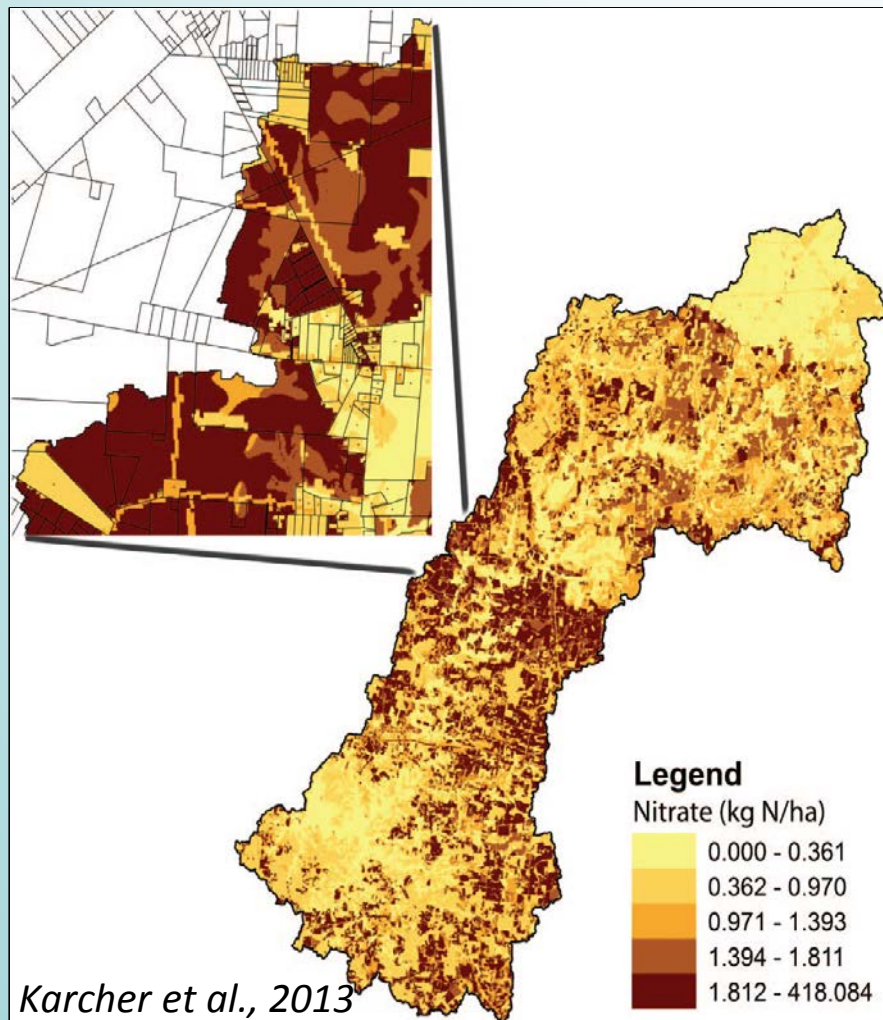 Legend
Nitrate (kg N/ha)
0.000 - 0.361
0.362 - 0.970
0.971 - 1.393
1.394 - 1.811
1.812 - 418.084
Karcher et al., 2013